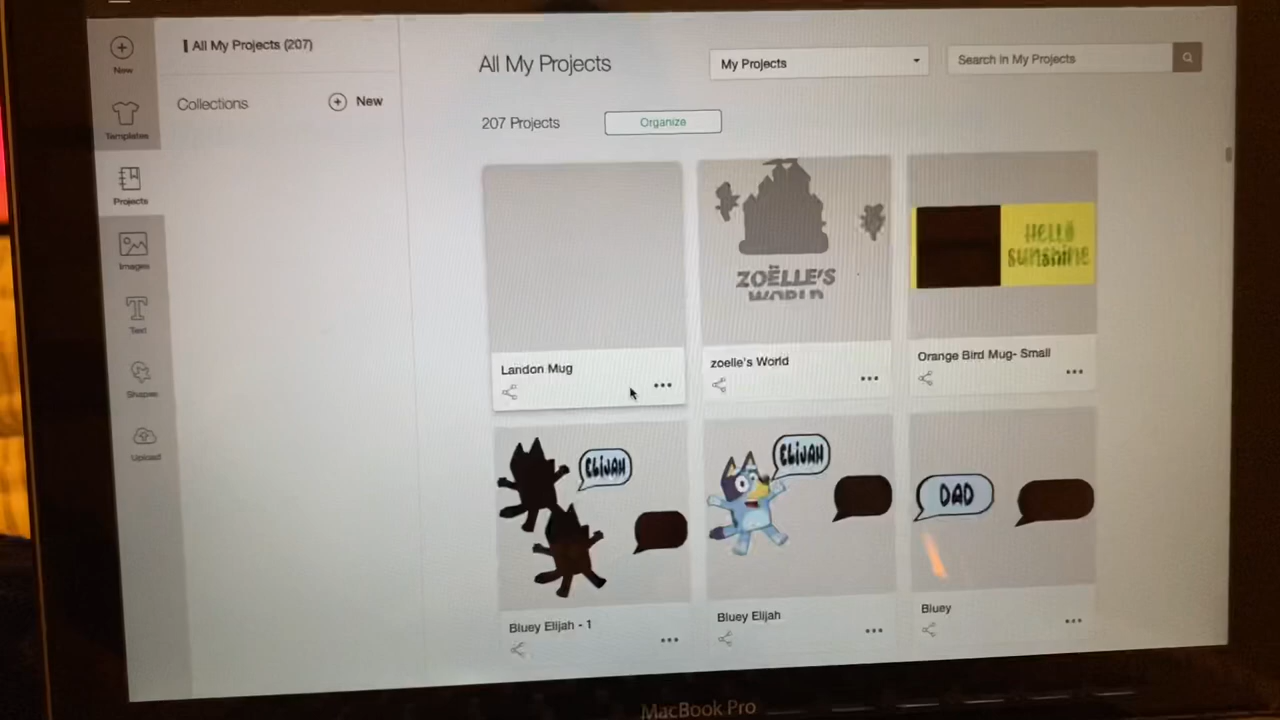 New
Templates
Projects
Images
Text
Shapes
Upload
All My Projects (207)
Collections
New
All My Projects
My Projects
Search in My Projects
207 Projects
Organize
ZOËLLE'S
WORLD
HELLO
sunshine
Landon Mug
zoelle's World
Orange Bird Mug- Small
ELIJAH
ELIJAH
DAD
Bluey Elijah - 1
Bluey Elijah
Bluey
MacBook Pro